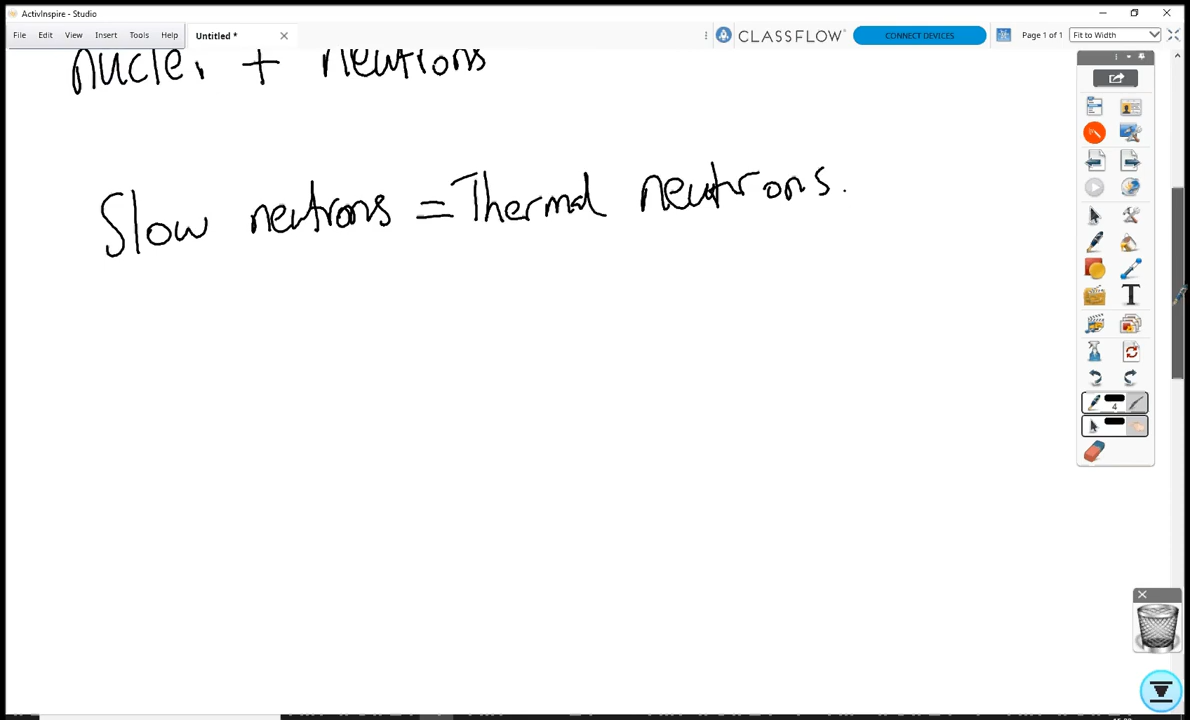 ActivInspire - Studio
File Edit View Insert Tools Help Untitled *
CLASSFLOW CONNECT DEVICES Page 1 of 1 Fit to Width
nuclei + neutrons
Slow neutrons = Thermal neutrons.
T
4